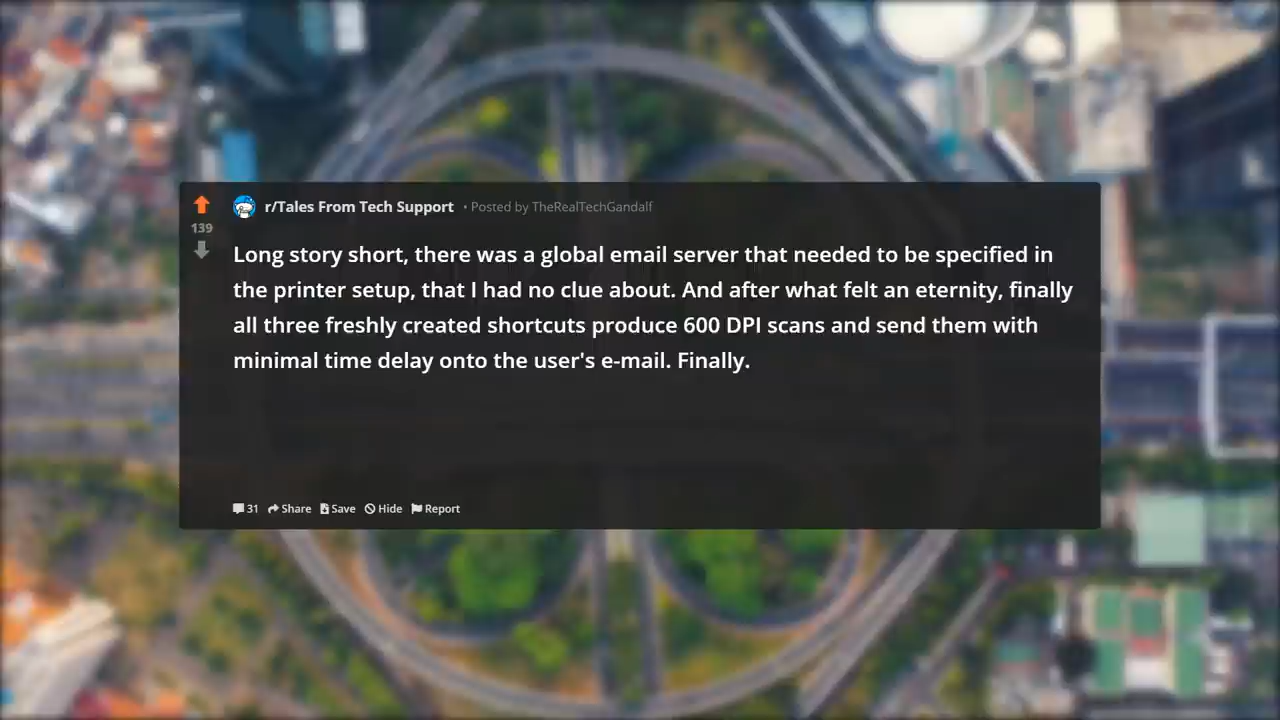 r/Tales From Tech Support • Posted by TheRealTechGandalf
139
Long story short, there was a global email server that needed to be specified in
the printer setup, that I had no clue about. And after what felt an eternity, finally
all three freshly created shortcuts produce 600 DPI scans and send them with
minimal time delay onto the user's e-mail. Finally.
31 Share Save Hide Report